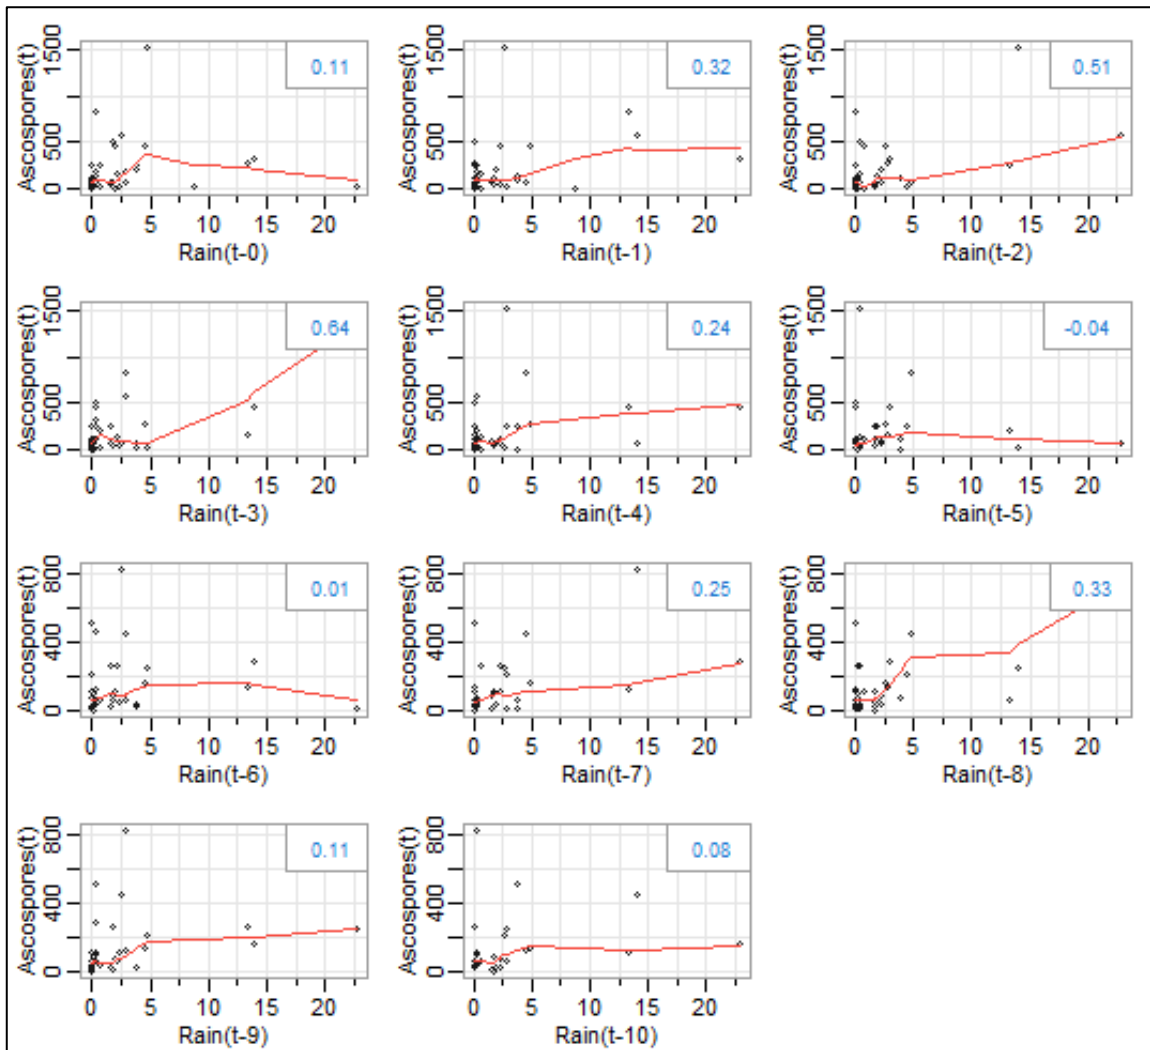 0.11
Ascospores(t)
0 500 1500
0 5 10 15 20
Rain(t-0)
0.32
Ascospores(t)
0 500 1500
0 5 10 15 20
Rain(t-1)
0.51
Ascospores(t)
0 500 1500
0 5 10 15 20
Rain(t-2)
0.64
Ascospores(t)
0 500 1500
0 5 10 15 20
Rain(t-3)
0.24
Ascospores(t)
0 500 1500
0 5 10 15 20
Rain(t-4)
-0.04
Ascospores(t)
0 500 1500
0 5 10 15 20
Rain(t-5)
0.01
Ascospores(t)
0 400 800
0 5 10 15 20
Rain(t-6)
0.25
Ascospores(t)
0 400 800
0 5 10 15 20
Rain(t-7)
0.33
Ascospores(t)
0 400 800
0 5 10 15 20
Rain(t-8)
0.11
Ascospores(t)
0 400 800
0 5 10 15 20
Rain(t-9)
0.08
Ascospores(t)
0 400 800
0 5 10 15 20
Rain(t-10)